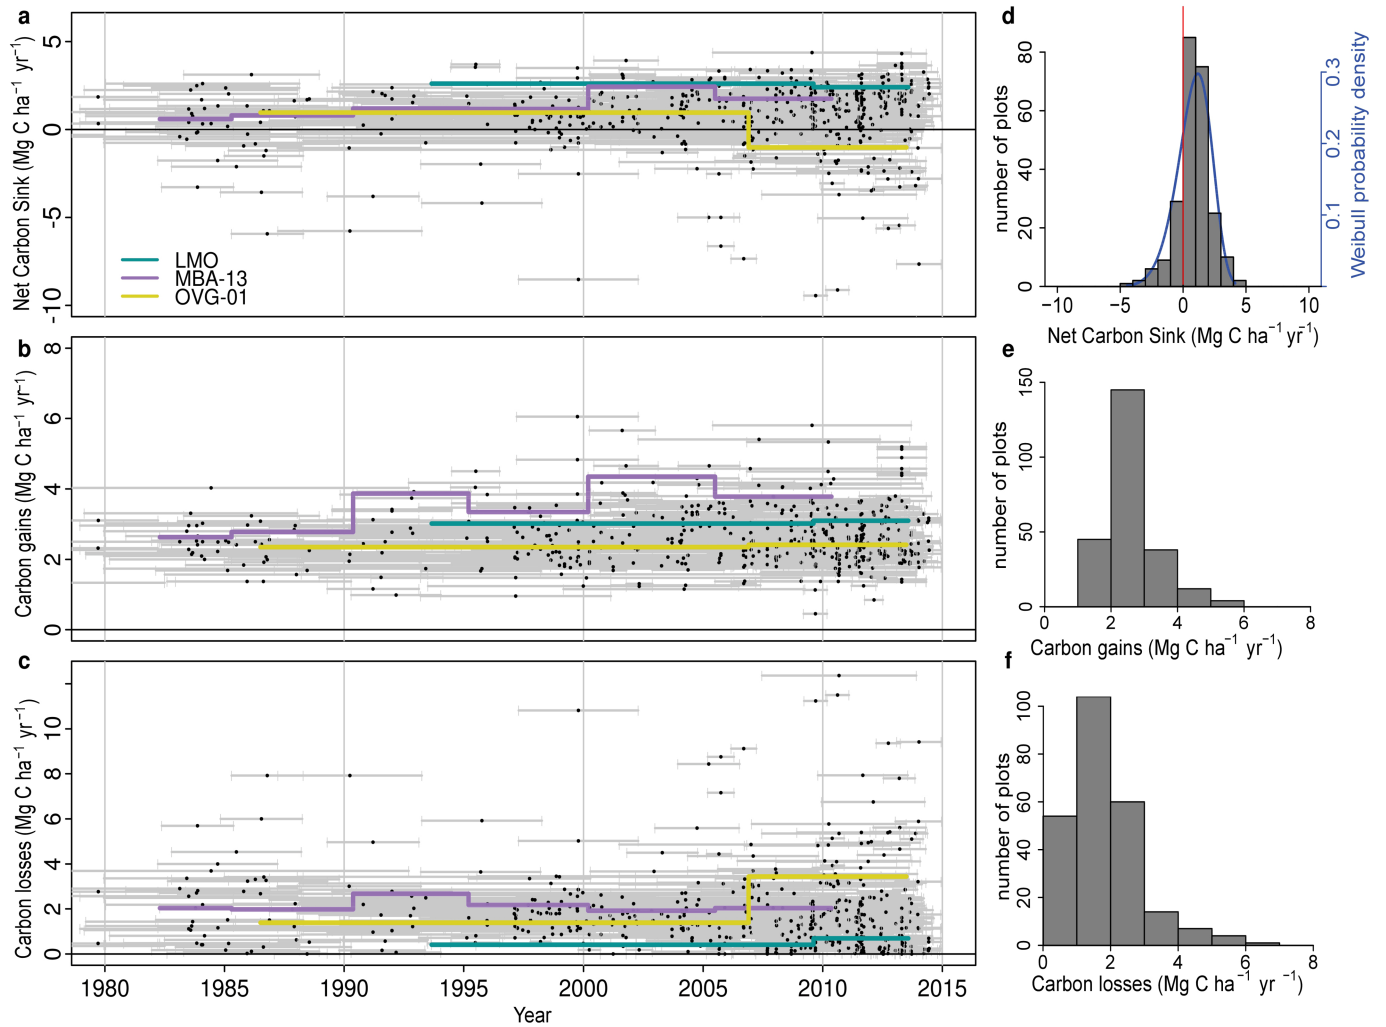 a
Net Carbon Sink (Mg C ha⁻¹ yr⁻¹)
5
0
-5
-10
LMO
MBA-13
OVG-01
b
Carbon gains (Mg C ha⁻¹ yr⁻¹)
8
6
4
2
0
c
Carbon losses (Mg C ha⁻¹ yr⁻¹)
10
8
6
4
2
0
1980 1985 1990 1995 2000 2005 2010 2015
Year
d
number of plots
80
60
40
20
0
0.3
0.2
0.1
Weibull probability density
−10 −5 0 5 10
Net Carbon Sink (Mg C ha⁻¹ yr⁻¹)
e
number of plots
150
100
50
0
0 2 4 6 8
Carbon gains (Mg C ha⁻¹ yr⁻¹)
f
number of plots
100
80
60
40
20
0
0 2 4 6 8
Carbon losses (Mg C ha⁻¹ yr⁻¹)